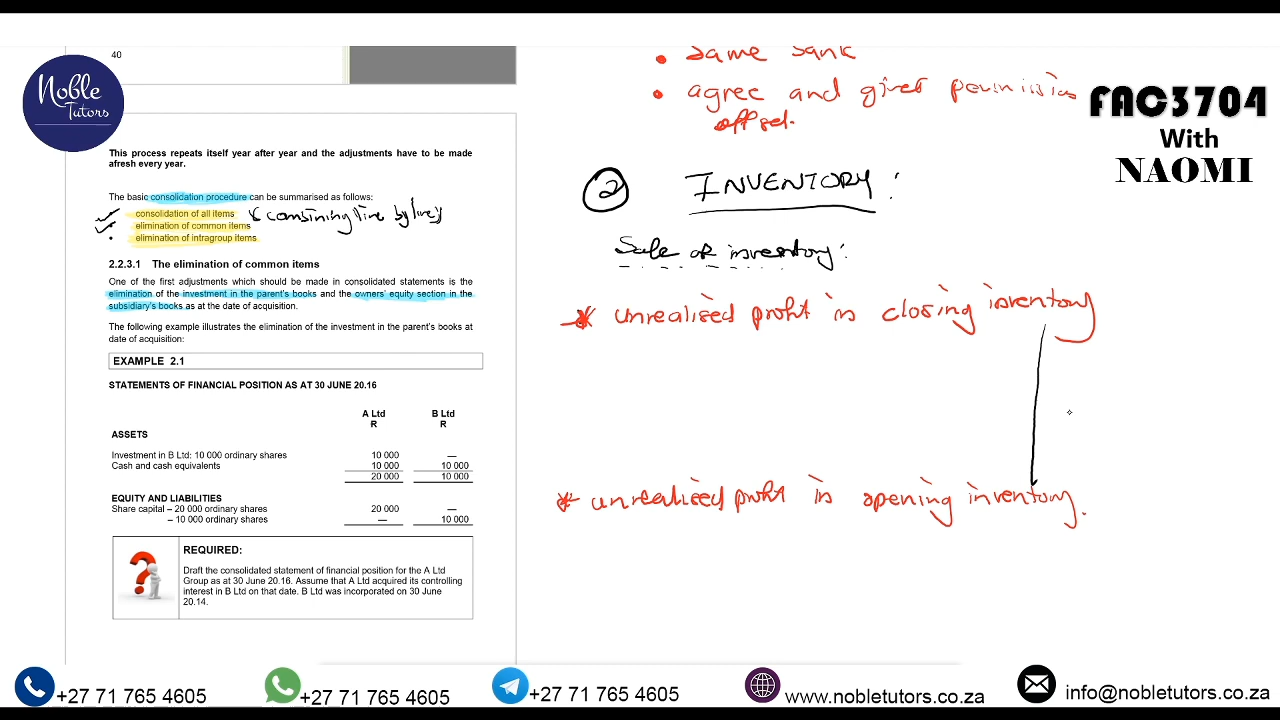 40
Noble
Tutors
This process repeats itself year after year and the adjustments have to be made
afresh every year.
The basic consolidation procedure can be summarised as follows:
consolidation of all items
elimination of common items
• elimination of intragroup items
(combining line by line)
2.2.3.1 The elimination of common items
One of the first adjustments which should be made in consolidated statements is the
elimination of the investment in the parent's books and the owners' equity section in the
subsidiary's books as at the date of acquisition.
The following example illustrates the elimination of the investment in the parent's books at
date of acquisition:
EXAMPLE 2.1
STATEMENTS OF FINANCIAL POSITION AS AT 30 JUNE 20.16
A Ltd B Ltd
R R
ASSETS
Investment in B Ltd: 10 000 ordinary shares 10 000 —
Cash and cash equivalents 10 000 10 000
20 000 10 000
EQUITY AND LIABILITIES
Share capital – 20 000 ordinary shares 20 000 —
– 10 000 ordinary shares — 10 000
REQUIRED:
Draft the consolidated statement of financial position for the A Ltd
Group as at 30 June 20.16. Assume that A Ltd acquired its controlling
interest in B Ltd on that date. B Ltd was incorporated on 30 June
20.14.
• same bank
• agree and gives permission
offset.
② INVENTORY:
Sale of inventory:
* unrealised profit in closing inventory
* unrealised profit in opening inventory.
FAC3704
With
NAOMI
+27 71 765 4605
+27 71 765 4605
+27 71 765 4605
www.nobletutors.co.za
info@nobletutors.co.za